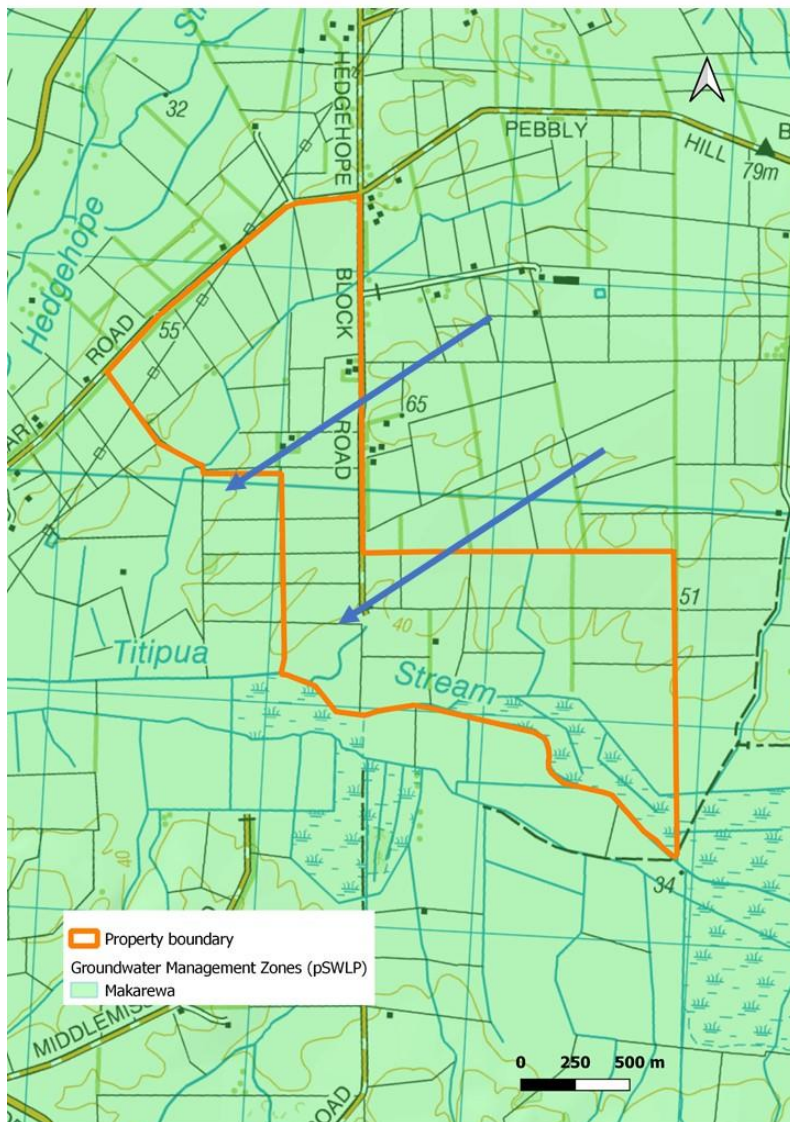 HEDGEHOPE
BLOCK
ROAD
PEBBLY
HILL
79m
32
Hedgehope
ROAD
55
65
51
40
Titipua
Stream
40
34
Property boundary
Groundwater Management Zones (pSWLP)
Makarewa
ROAD
0 250 500 m